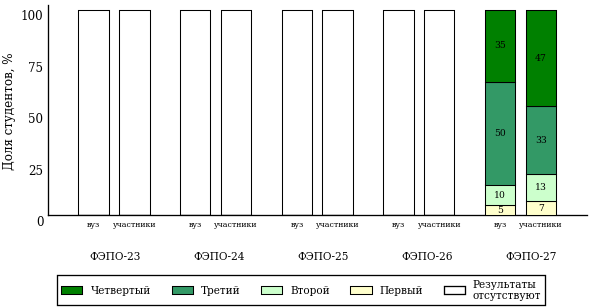 Доля студентов, %
100
75
50
25
0
35
50
10
5
47
33
13
7
вуз участники вуз участники вуз участники вуз участники вуз участники
ФЭПО-23 ФЭПО-24 ФЭПО-25 ФЭПО-26 ФЭПО-27
Четвертый Третий Второй Первый Результаты
отсутствуют